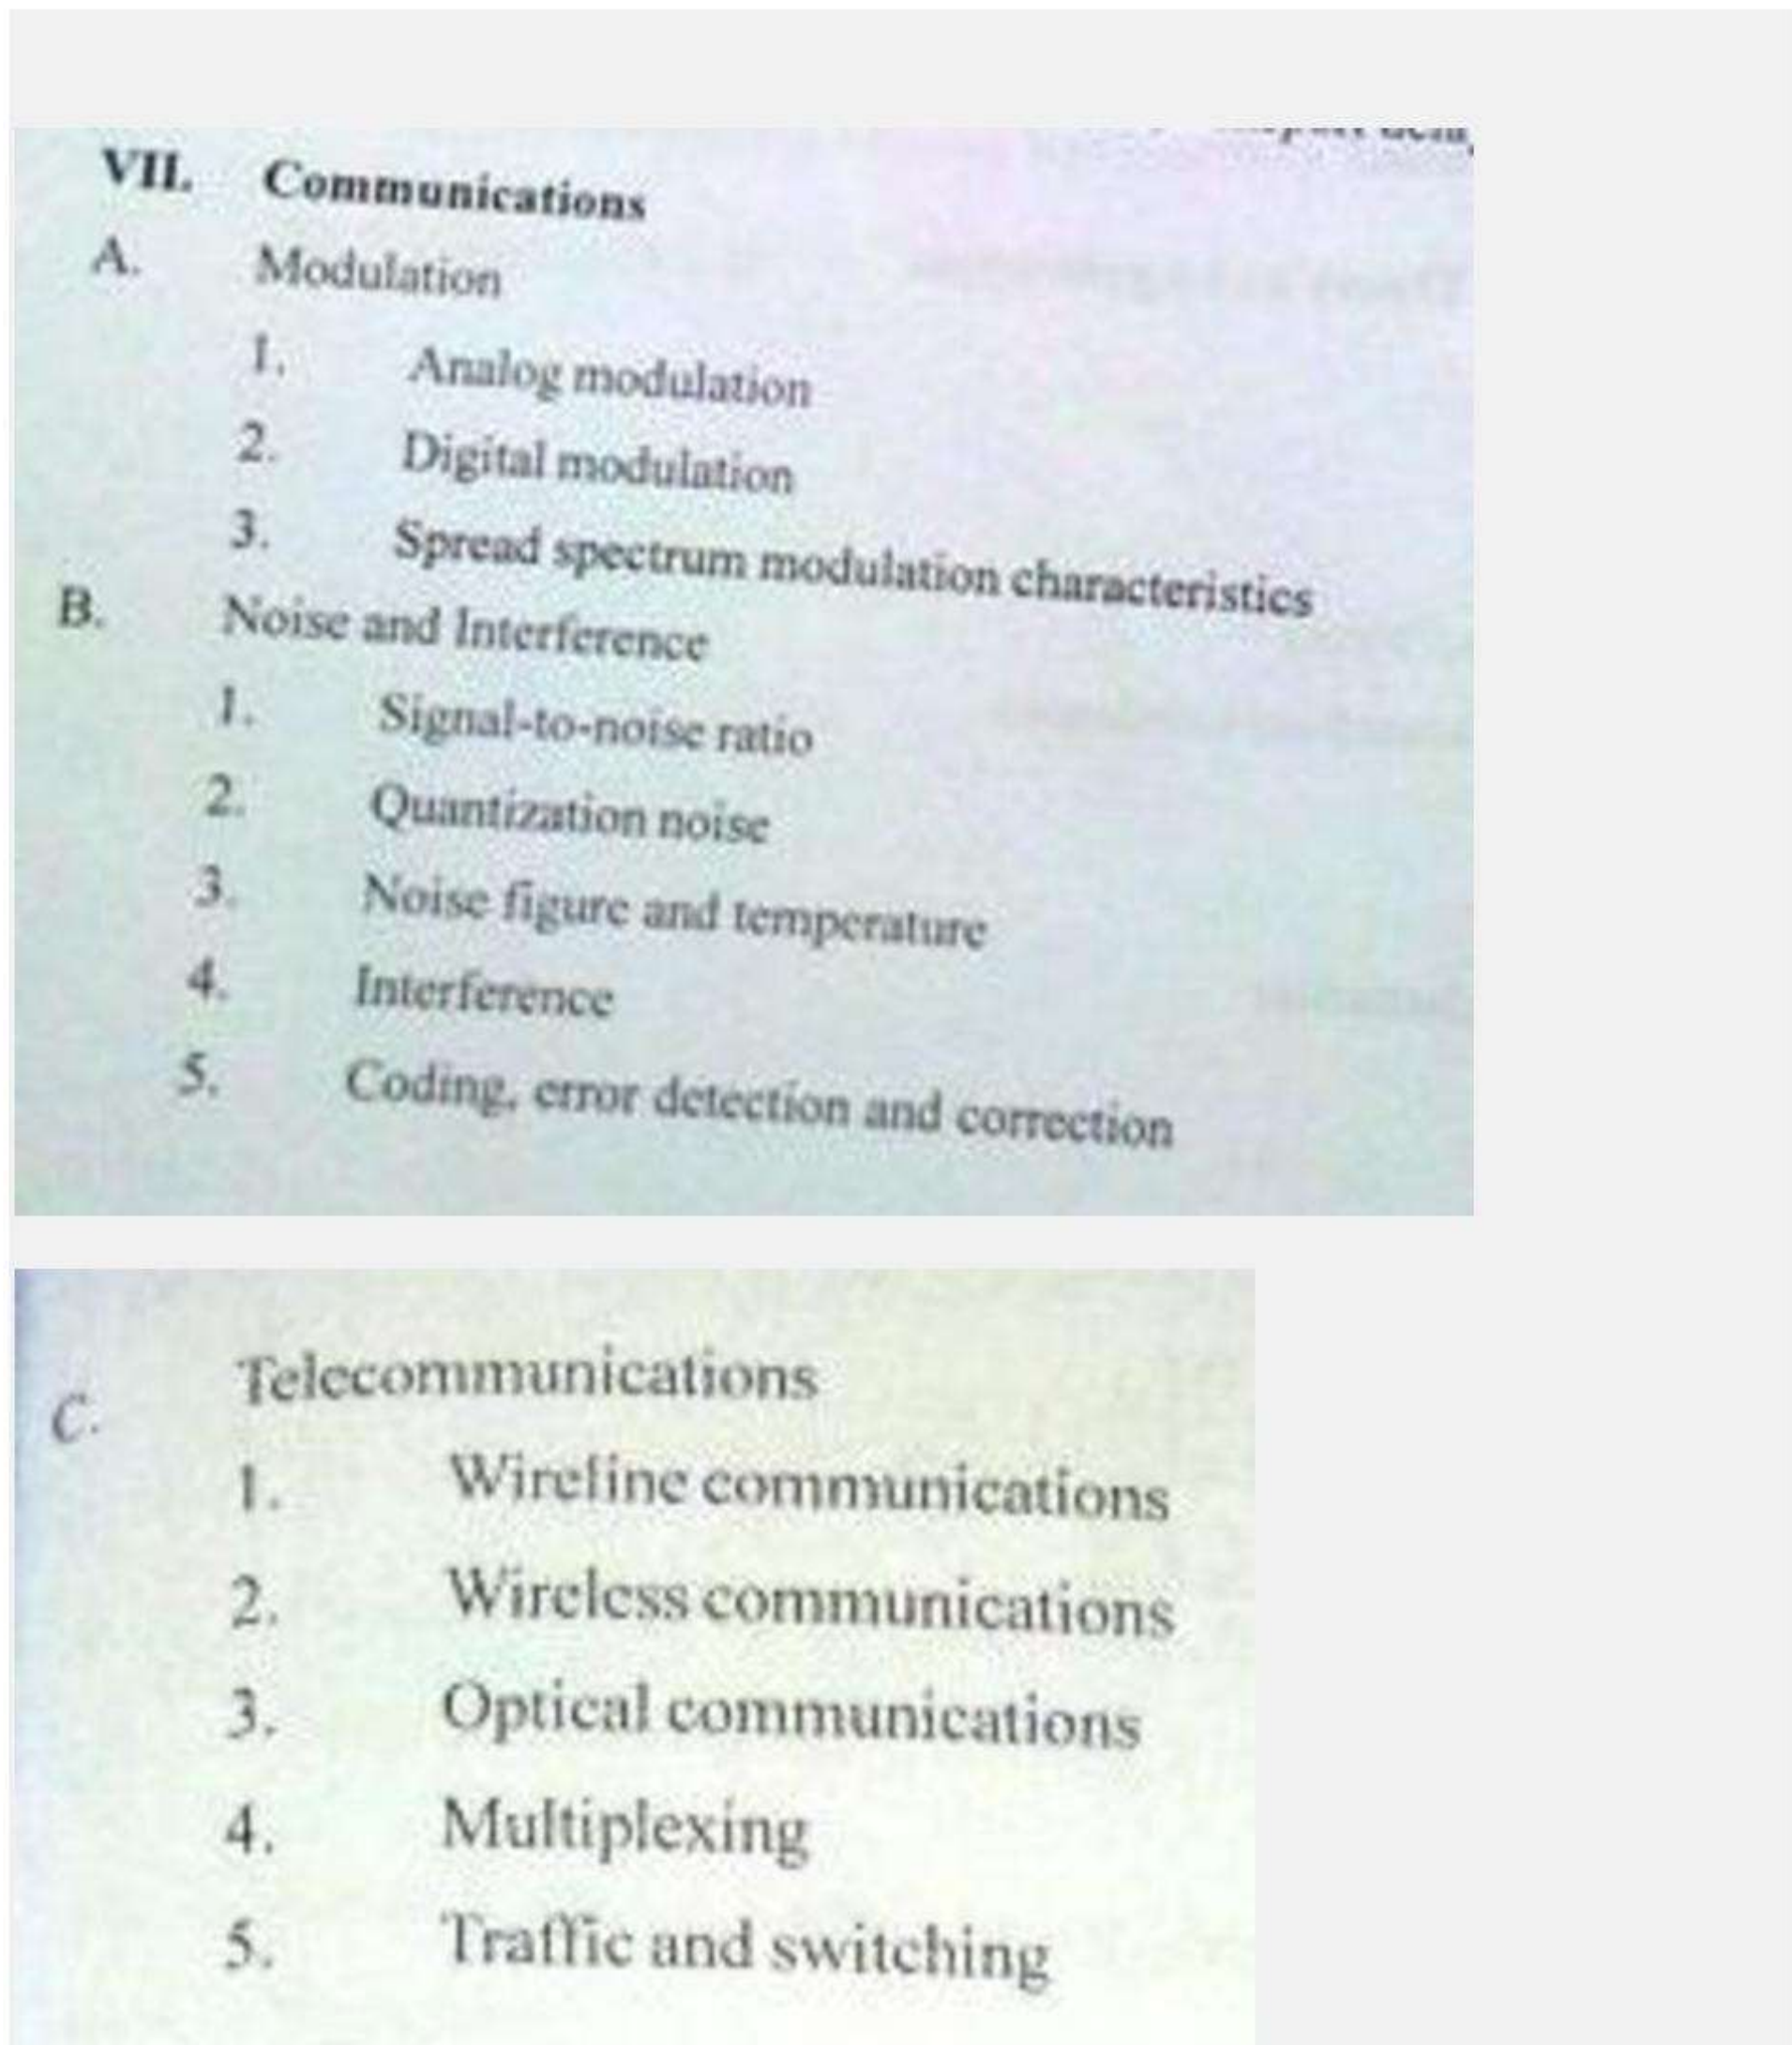 VII. Communications
A. Modulation
1. Analog modulation
2. Digital modulation
3. Spread spectrum modulation characteristics
B. Noise and Interference
1. Signal-to-noise ratio
2. Quantization noise
3. Noise figure and temperature
4. Interference
5. Coding, error detection and correction
C. Telecommunications
1. Wireline communications
2. Wireless communications
3. Optical communications
4. Multiplexing
5. Traffic and switching